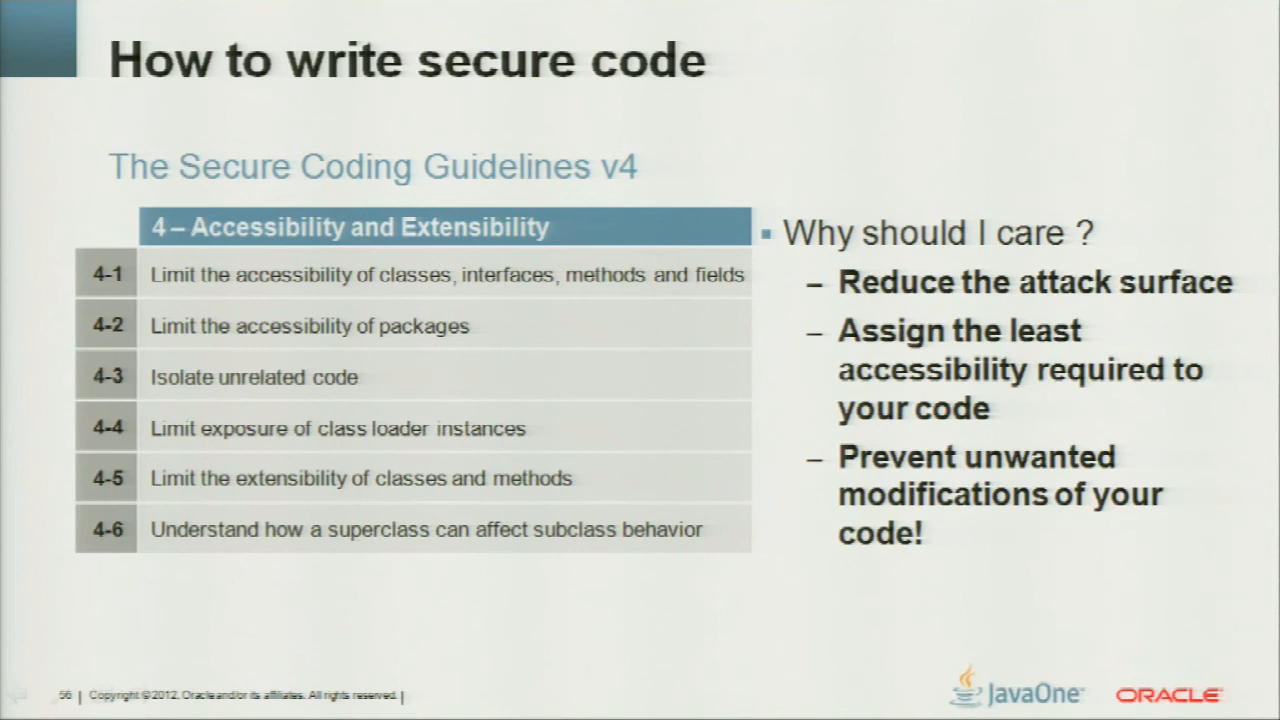 How to write secure code
The Secure Coding Guidelines v4
4 – Accessibility and Extensibility
4-1 Limit the accessibility of classes, interfaces, methods and fields
4-2 Limit the accessibility of packages
4-3 Isolate unrelated code
4-4 Limit exposure of class loader instances
4-5 Limit the extensibility of classes and methods
4-6 Understand how a superclass can affect subclass behavior
▪ Why should I care ?
– Reduce the attack surface
– Assign the least
accessibility required to
your code
– Prevent unwanted
modifications of your
code!
56 | Copyright © 2012, Oracle and/or its affiliates. All rights reserved. |
JavaOne
ORACLE